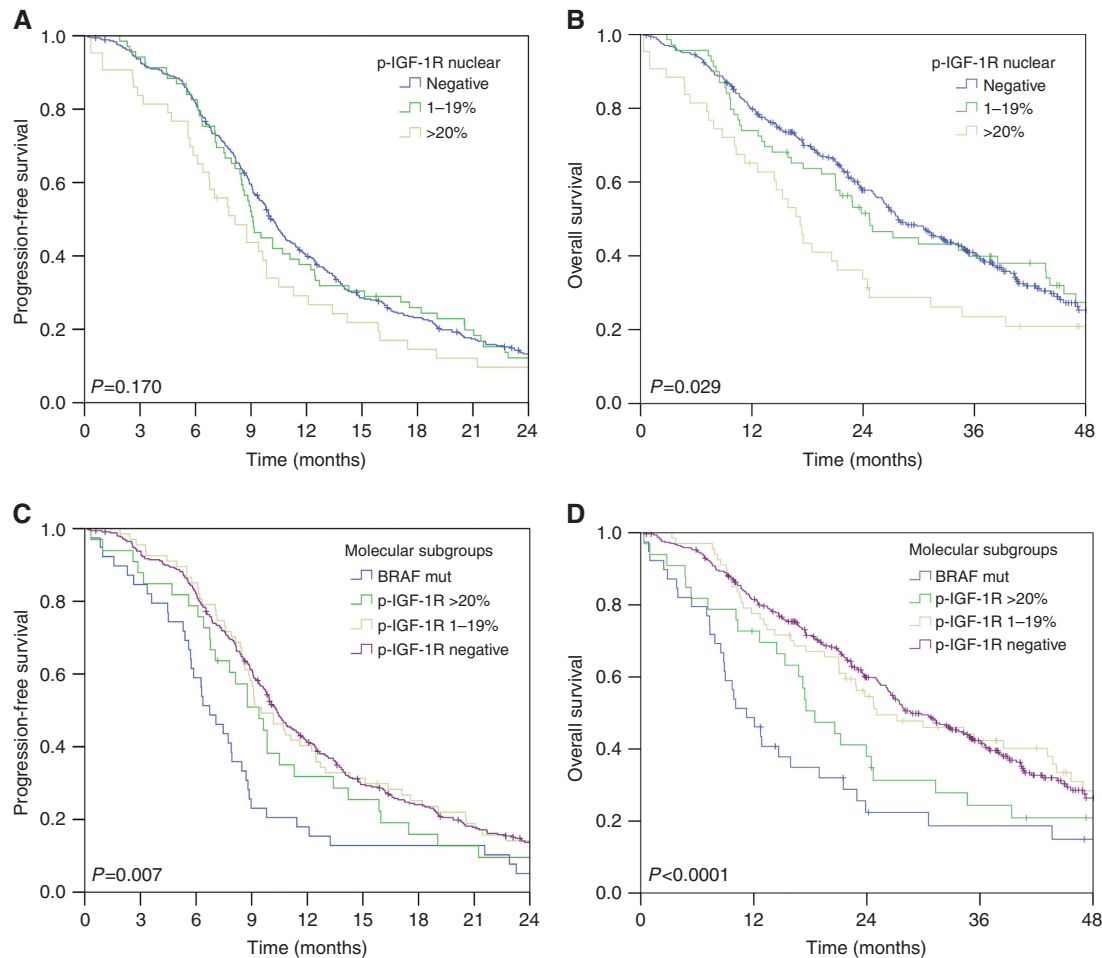 A
Progression-free survival
1.0
0.8
0.6
0.4
0.2
0.0
p-IGF-1R nuclear
Negative
1–19%
>20%
P=0.170
0 3 6 9 12 15 18 21 24
Time (months)
B
Overall survival
1.0
0.8
0.6
0.4
0.2
0.0
p-IGF-1R nuclear
Negative
1–19%
>20%
P=0.029
0 12 24 36 48
Time (months)
C
Progression-free survival
1.0
0.8
0.6
0.4
0.2
0.0
Molecular subgroups
BRAF mut
p-IGF-1R >20%
p-IGF-1R 1–19%
p-IGF-1R negative
P=0.007
0 3 6 9 12 15 18 21 24
Time (months)
D
Overall survival
1.0
0.8
0.6
0.4
0.2
0.0
Molecular subgroups
BRAF mut
p-IGF-1R >20%
p-IGF-1R 1–19%
p-IGF-1R negative
P<0.0001
0 12 24 36 48
Time (months)